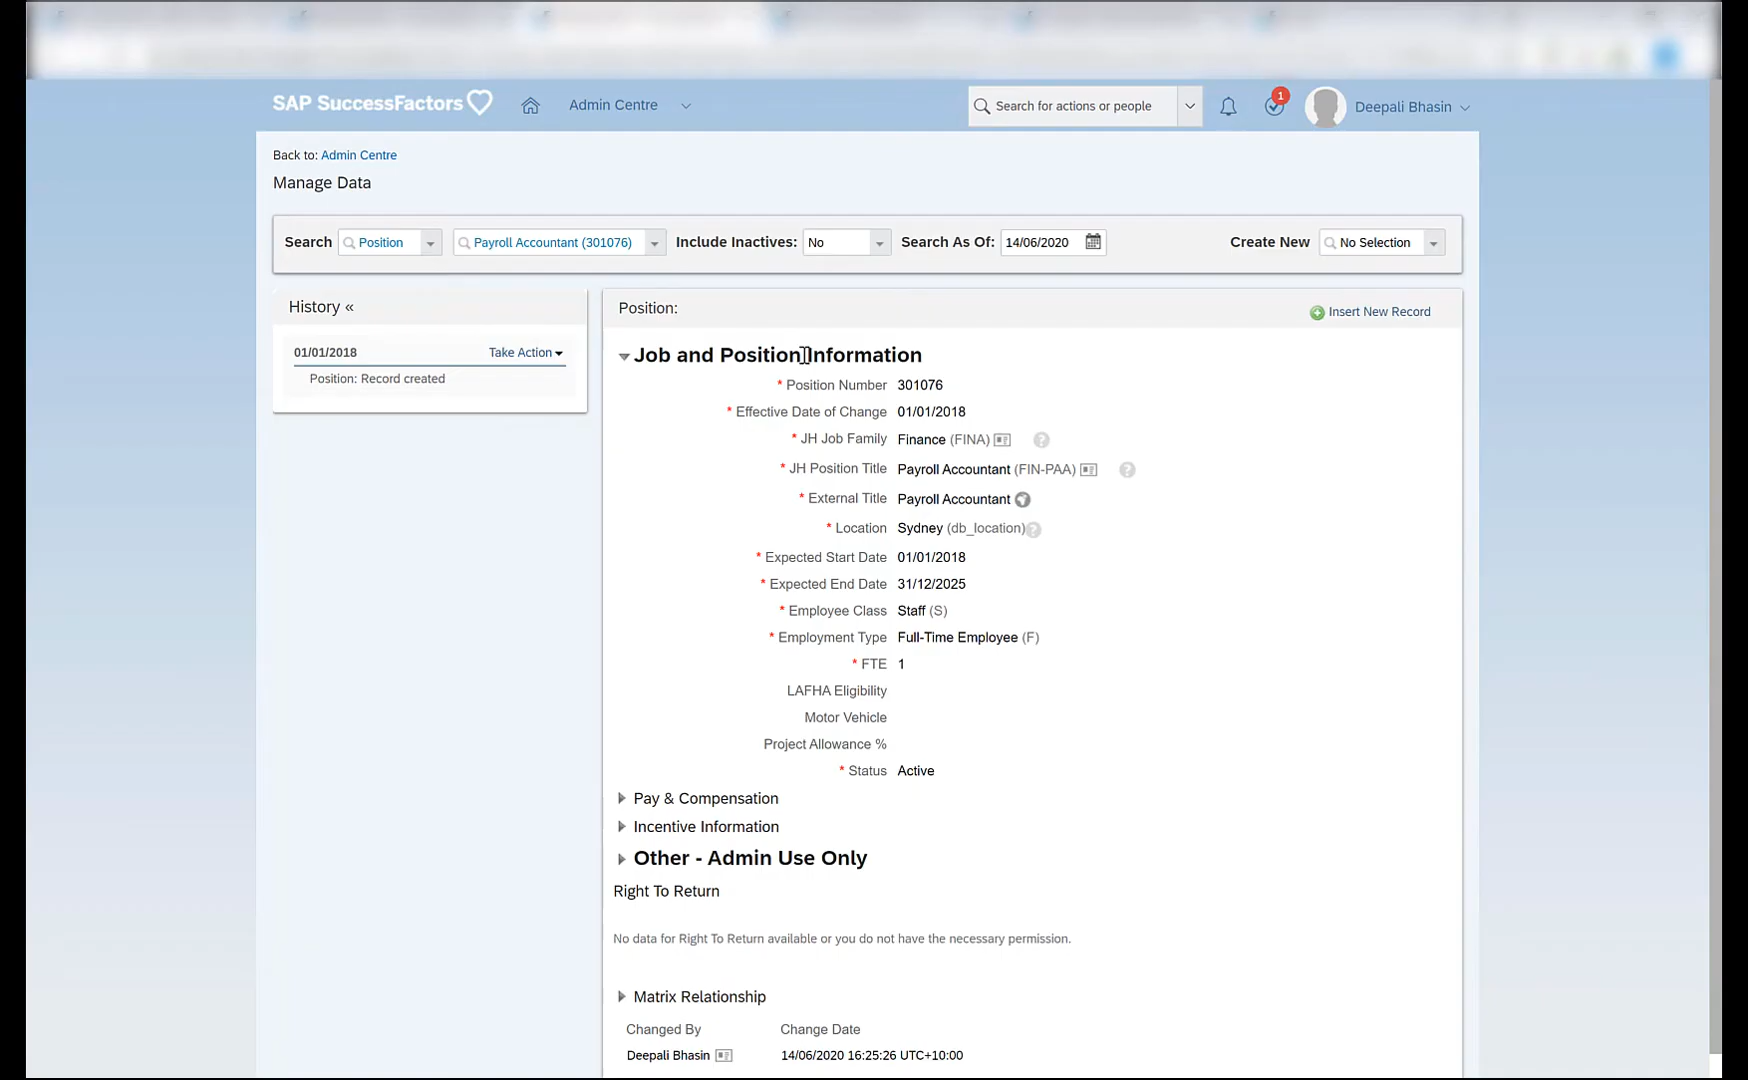 SAP SuccessFactors Admin Centre Search for actions or people 1 Deepali Bhasin
Back to: Admin Centre
Manage Data
Search Position Payroll Accountant (301076) Include Inactives: No Search As Of: 14/06/2020 Create New No Selection
History «
01/01/2018 Take Action
Position: Record created
Position: Insert New Record
Job and Position Information
* Position Number 301076
* Effective Date of Change 01/01/2018
* JH Job Family Finance (FINA) ?
* JH Position Title Payroll Accountant (FIN-PAA) ?
* External Title Payroll Accountant
* Location Sydney (db_location) ?
* Expected Start Date 01/01/2018
* Expected End Date 31/12/2025
* Employee Class Staff (S)
* Employment Type Full-Time Employee (F)
* FTE 1
LAFHA Eligibility
Motor Vehicle
Project Allowance %
* Status Active
Pay & Compensation
Incentive Information
Other - Admin Use Only
Right To Return
No data for Right To Return available or you do not have the necessary permission.
Matrix Relationship
Changed By Change Date
Deepali Bhasin 14/06/2020 16:25:26 UTC+10:00